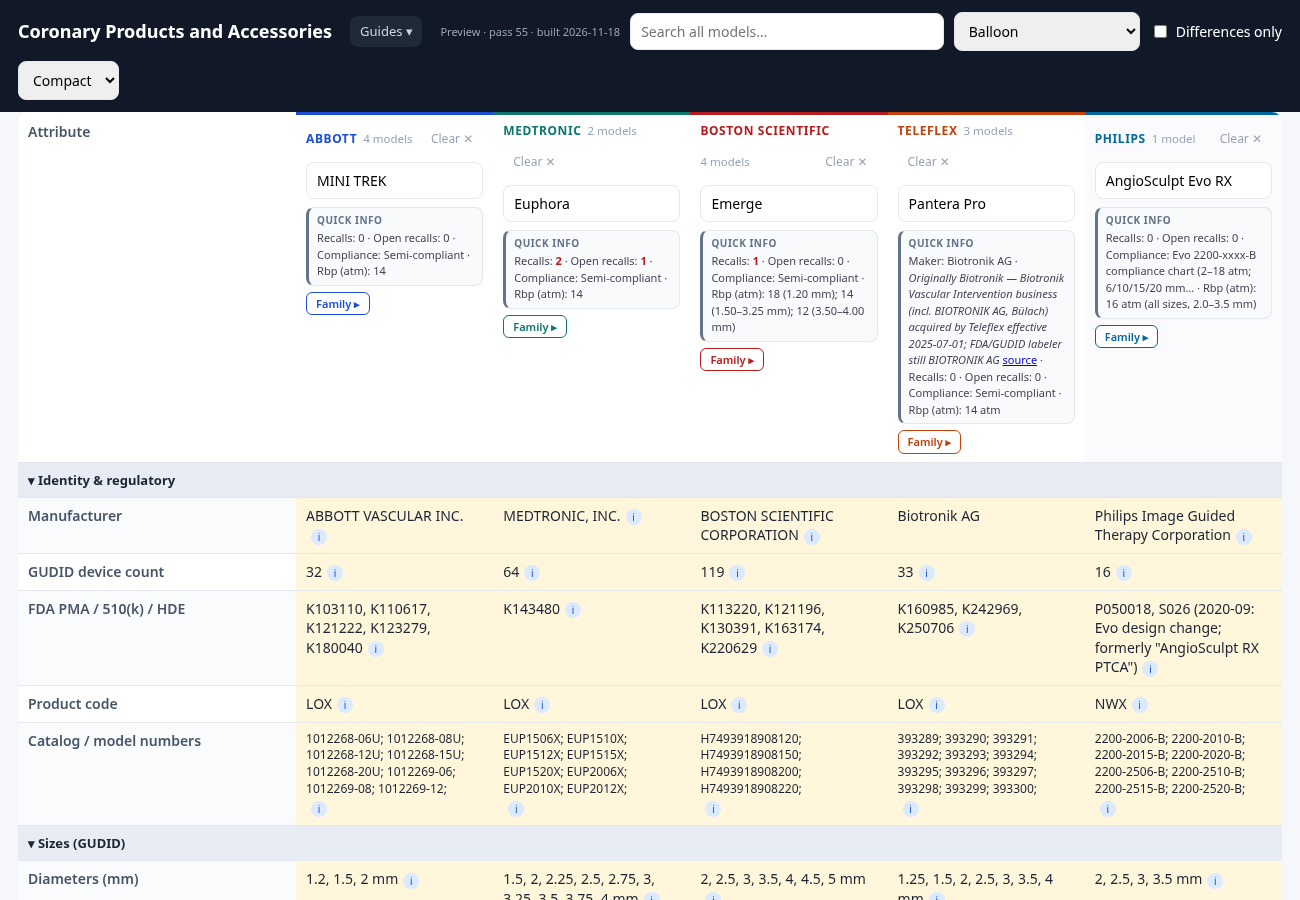 Coronary Products and Accessories
Guides ▾
Preview · pass 55 · built 2026-11-18
Search all models…
Balloon
Differences only
Compact
Attribute
ABBOTT 4 models Clear ✕
MINI TREK
QUICK INFO
Recalls: 0 · Open recalls: 0 ·
Compliance: Semi-compliant ·
Rbp (atm): 14
Family ▸
MEDTRONIC 2 models
Clear ✕
Euphora
QUICK INFO
Recalls: 2 · Open recalls: 1 ·
Compliance: Semi-compliant ·
Rbp (atm): 14
Family ▸
BOSTON SCIENTIFIC
4 models Clear ✕
Emerge
QUICK INFO
Recalls: 1 · Open recalls: 0 ·
Compliance: Semi-compliant ·
Rbp (atm): 18 (1.20 mm); 14
(1.50–3.25 mm); 12 (3.50–4.00
mm)
Family ▸
TELEFLEX 3 models
Clear ✕
Pantera Pro
QUICK INFO
Maker: Biotronik AG ·
Originally Biotronik — Biotronik
Vascular Intervention business
(incl. BIOTRONIK AG, Bülach)
acquired by Teleflex effective
2025-07-01; FDA/GUDID labeler
still BIOTRONIK AG source ·
Recalls: 0 · Open recalls: 0 ·
Compliance: Semi-compliant ·
Rbp (atm): 14 atm
Family ▸
PHILIPS 1 model Clear ✕
AngioSculpt Evo RX
QUICK INFO
Recalls: 0 · Open recalls: 0 ·
Compliance: Evo 2200-xxxx-B
compliance chart (2–18 atm;
6/10/15/20 mm… · Rbp (atm):
16 atm (all sizes, 2.0–3.5 mm)
Family ▸
▾ Identity & regulatory
Manufacturer
ABBOTT VASCULAR INC.
i
MEDTRONIC, INC. i
BOSTON SCIENTIFIC
CORPORATION i
Biotronik AG
Philips Image Guided
Therapy Corporation i
GUDID device count
32 i
64 i
119 i
33 i
16 i
FDA PMA / 510(k) / HDE
K103110, K110617,
K121222, K123279,
K180040 i
K143480 i
K113220, K121196,
K130391, K163174,
K220629 i
K160985, K242969,
K250706 i
P050018, S026 (2020-09:
Evo design change;
formerly "AngioSculpt RX
PTCA") i
Product code
LOX i
LOX i
LOX i
LOX i
NWX i
Catalog / model numbers
1012268-06U; 1012268-08U;
1012268-12U; 1012268-15U;
1012268-20U; 1012269-06;
1012269-08; 1012269-12;
i
EUP1506X; EUP1510X;
EUP1512X; EUP1515X;
EUP1520X; EUP2006X;
EUP2010X; EUP2012X;
i
H7493918908120;
H7493918908150;
H7493918908200;
H7493918908220;
i
393289; 393290; 393291;
393292; 393293; 393294;
393295; 393296; 393297;
393298; 393299; 393300;
i
2200-2006-B; 2200-2010-B;
2200-2015-B; 2200-2020-B;
2200-2506-B; 2200-2510-B;
2200-2515-B; 2200-2520-B;
i
▾ Sizes (GUDID)
Diameters (mm)
1.2, 1.5, 2 mm i
1.5, 2, 2.25, 2.5, 2.75, 3,
3.25, 3.5, 3.75, 4 mm i
2, 2.5, 3, 3.5, 4, 4.5, 5 mm
i
1.25, 1.5, 2, 2.5, 3, 3.5, 4
mm i
2, 2.5, 3, 3.5 mm i